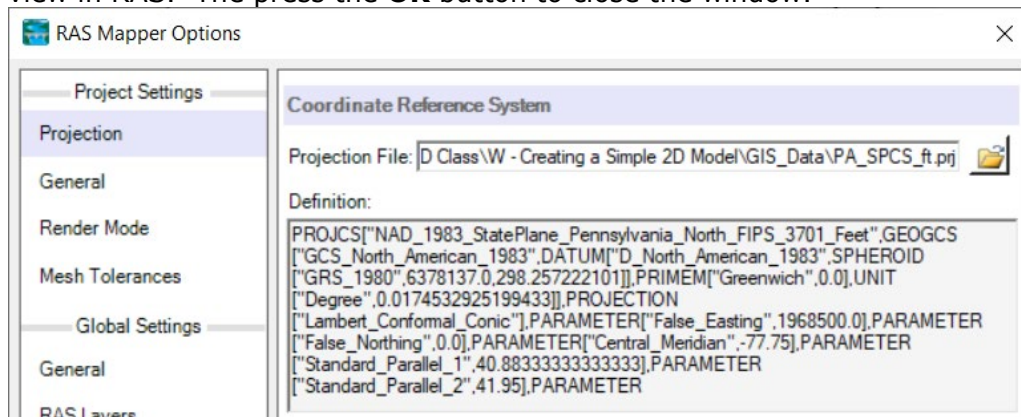 view in RAS. The press the OK button to close the window.
RAS Mapper Options
Project Settings
Projection
General
Render Mode
Mesh Tolerances
Global Settings
General
RAS Layers
Coordinate Reference System
Projection File: D Class\W - Creating a Simple 2D Model\GIS_Data\PA_SPCS_ft.prj
Definition:
PROJCS["NAD_1983_StatePlane_Pennsylvania_North_FIPS_3701_Feet",GEOGCS
["GCS_North_American_1983",DATUM["D_North_American_1983",SPHEROID
["GRS_1980",6378137.0,298.257222101]],PRIMEM["Greenwich",0.0],UNIT
["Degree",0.0174532925199433]],PROJECTION
["Lambert_Conformal_Conic"],PARAMETER["False_Easting",1968500.0],PARAMETER
["False_Northing",0.0],PARAMETER["Central_Meridian",-77.75],PARAMETER
["Standard_Parallel_1",40.88333333333333],PARAMETER
["Standard_Parallel_2",41.95],PARAMETER